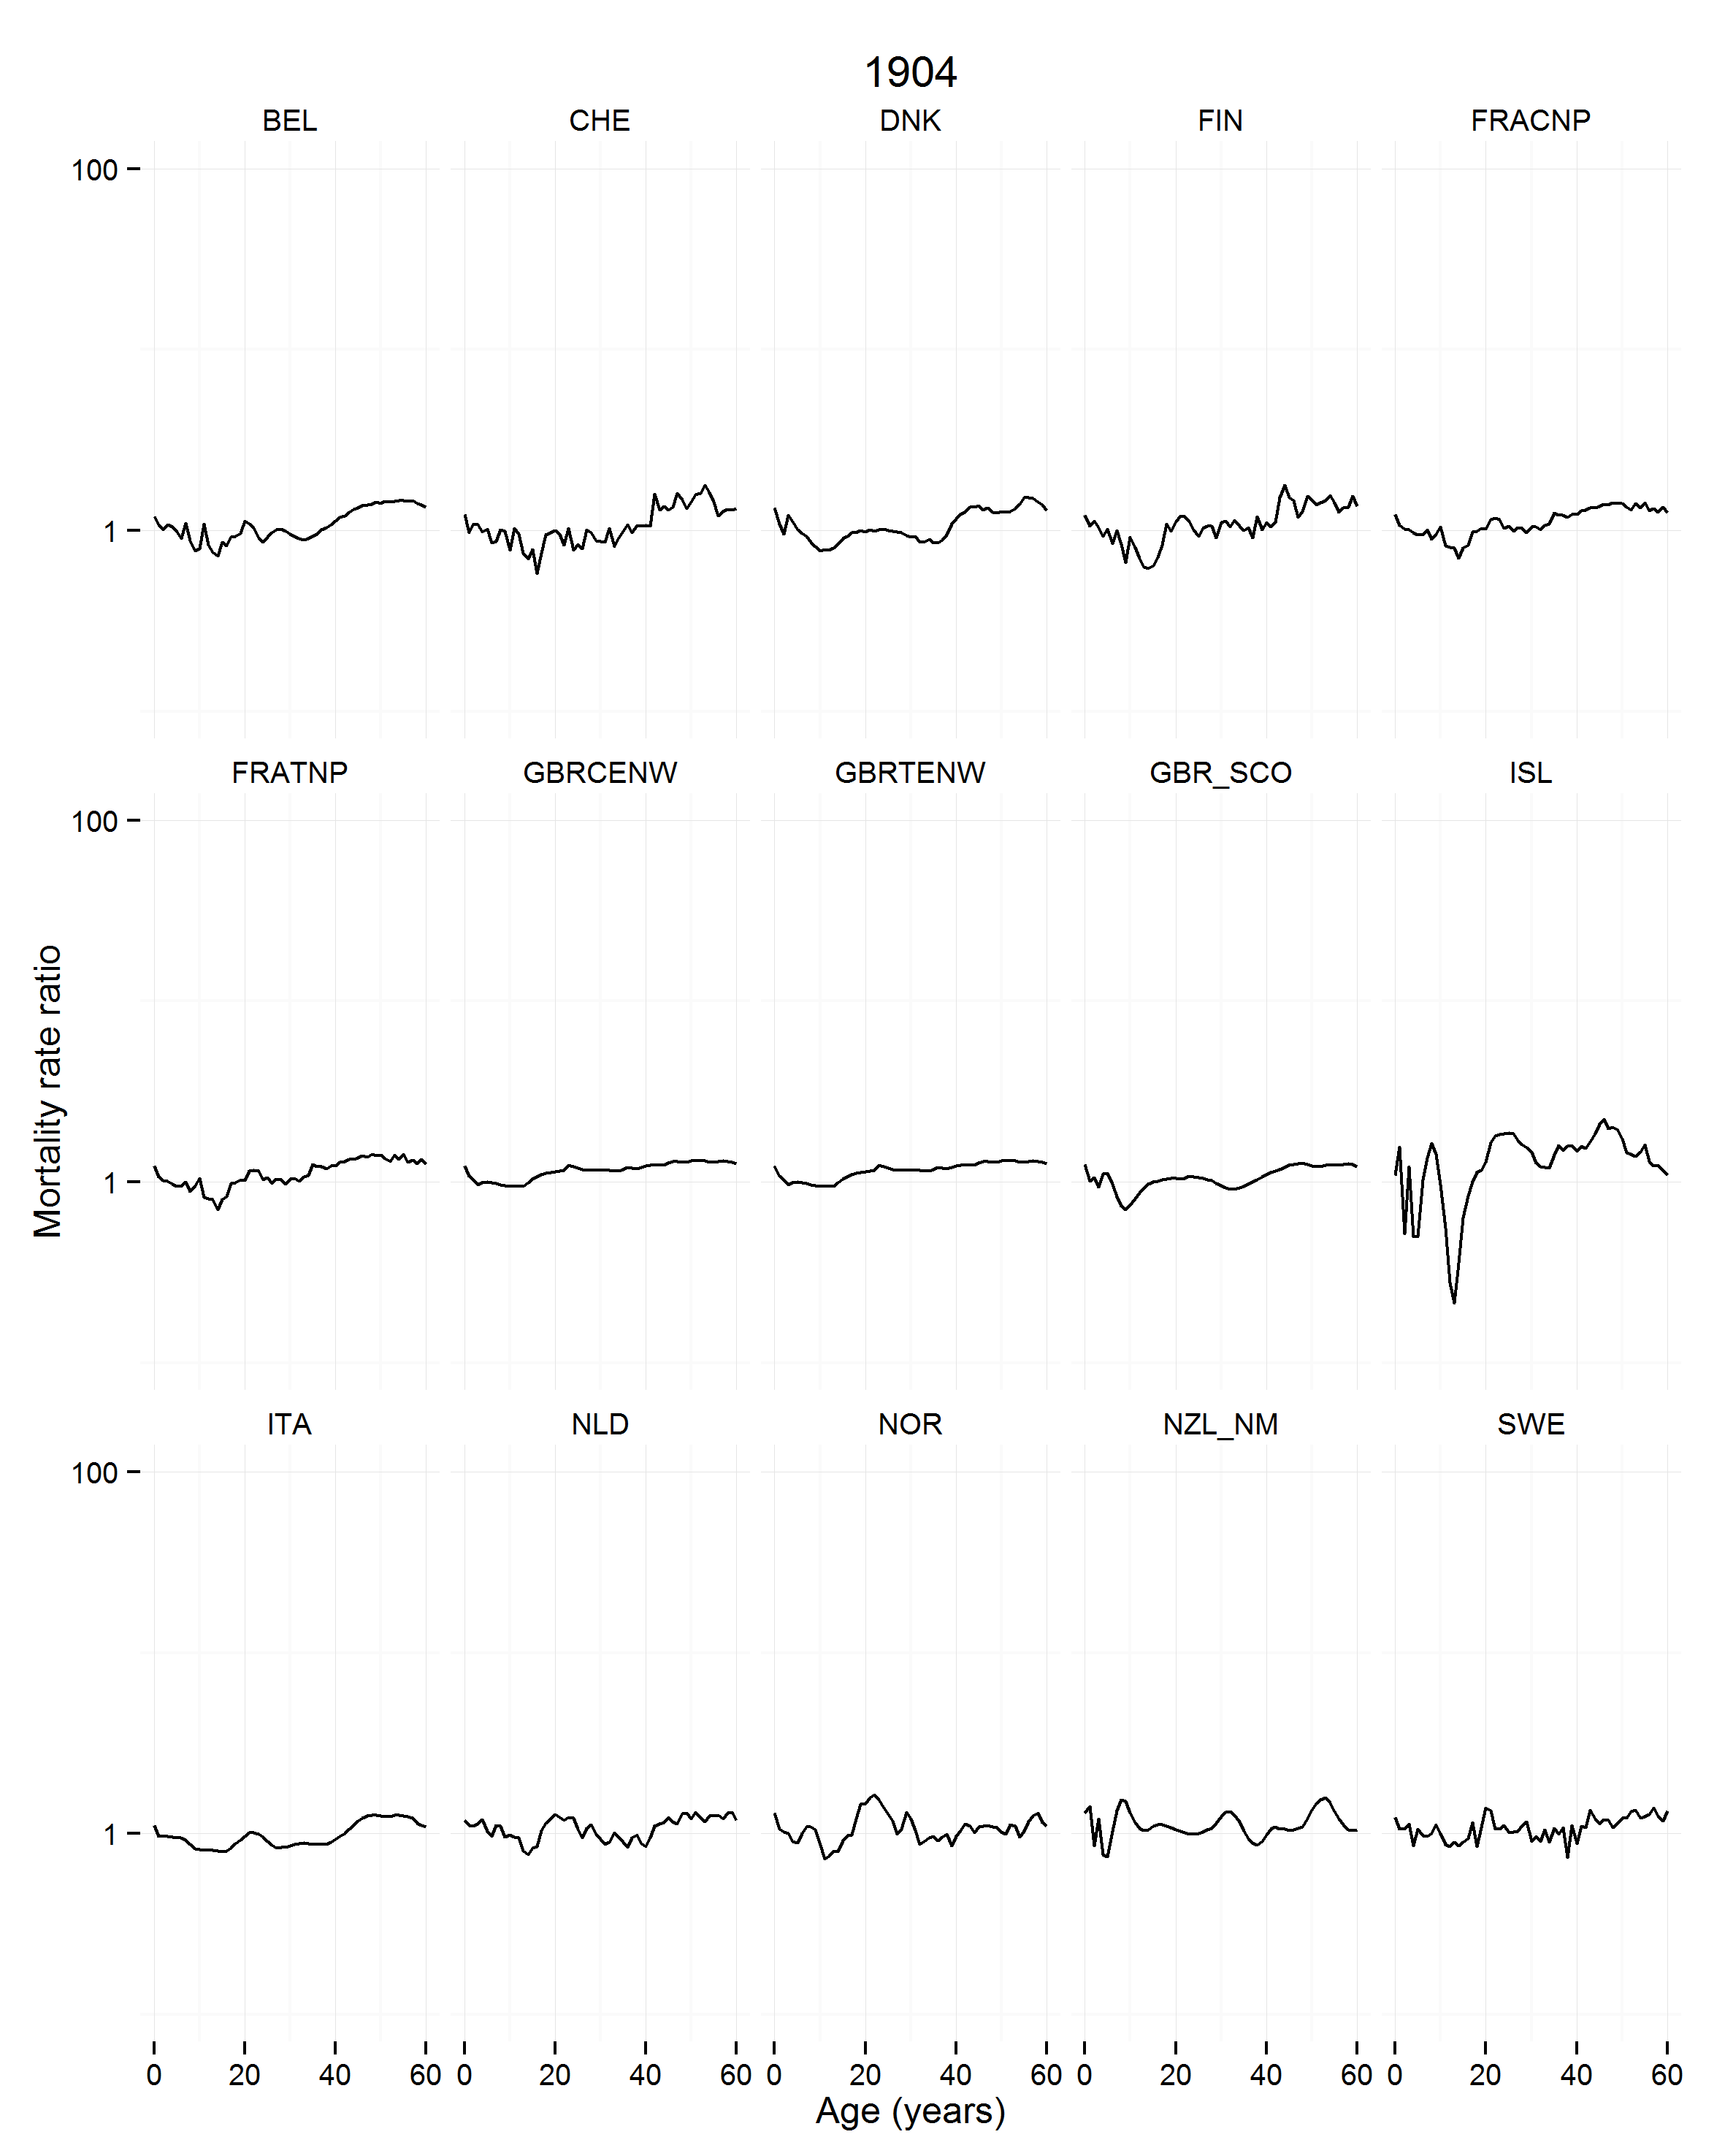 1904
BEL CHE DNK FIN FRACNP
100
1
FRATNP GBRCENW GBRTENW GBR_SCO ISL
100
1
Mortality rate ratio
ITA NLD NOR NZL_NM SWE
100
1
0 20 40 60 0 20 40 60 0 20 40 60 0 20 40 60 0 20 40 60
Age (years)